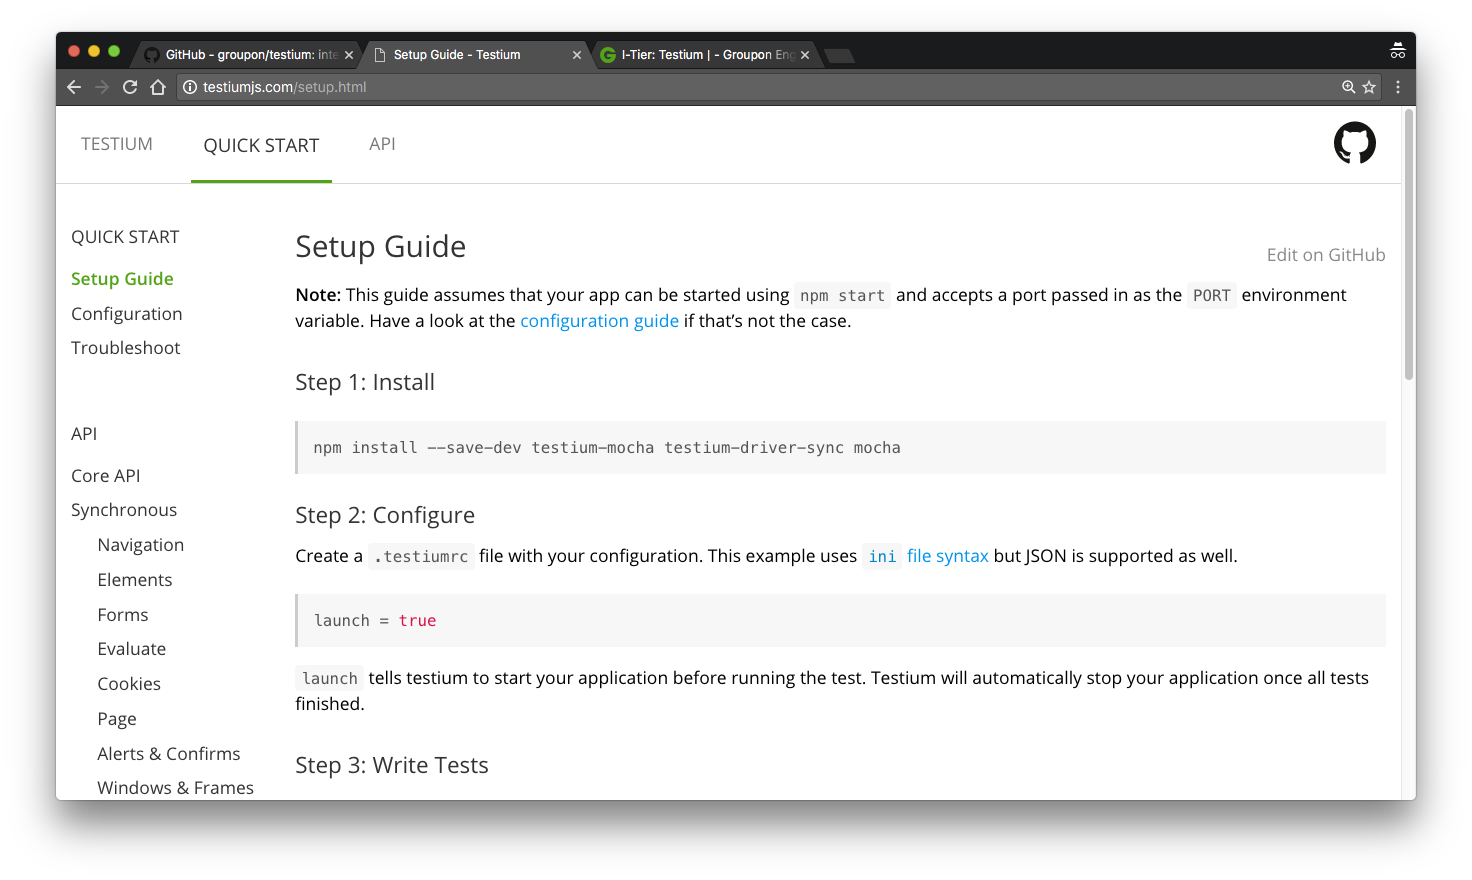 GitHub - groupon/testium: inte
Setup Guide - Testium
I-Tier: Testium | - Groupon Eng
testiumjs.com/setup.html
TESTIUM
QUICK START
API
QUICK START
Setup Guide
Configuration
Troubleshoot
API
Core API
Synchronous
Navigation
Elements
Forms
Evaluate
Cookies
Page
Alerts & Confirms
Windows & Frames
Setup Guide
Edit on GitHub
Note: This guide assumes that your app can be started using npm start and accepts a port passed in as the PORT environment
variable. Have a look at the configuration guide if that’s not the case.
Step 1: Install
npm install --save-dev testium-mocha testium-driver-sync mocha
Step 2: Configure
Create a .testiumrc file with your configuration. This example uses ini file syntax but JSON is supported as well.
launch = true
launch tells testium to start your application before running the test. Testium will automatically stop your application once all tests
finished.
Step 3: Write Tests